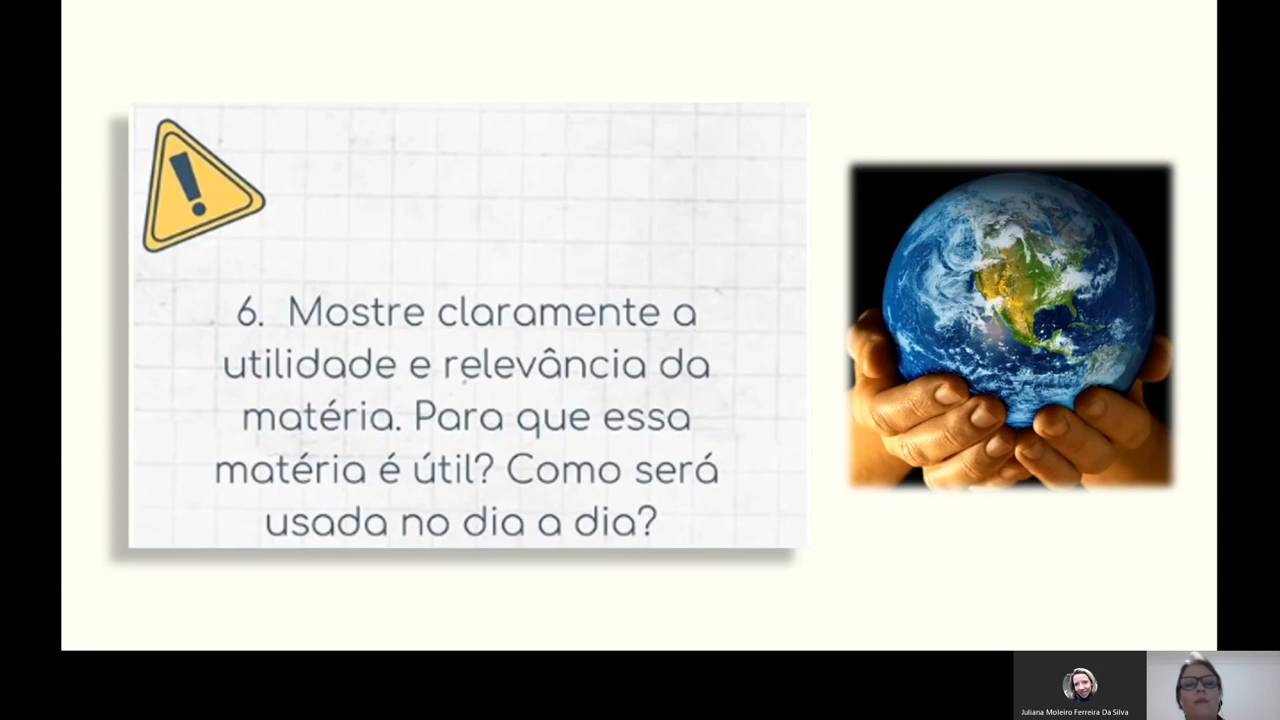 6. Mostre claramente a
utilidade e relevância da
matéria. Para que essa
matéria é útil? Como será
usada no dia a dia?
Juliana Moleiro Ferreira Da Silva